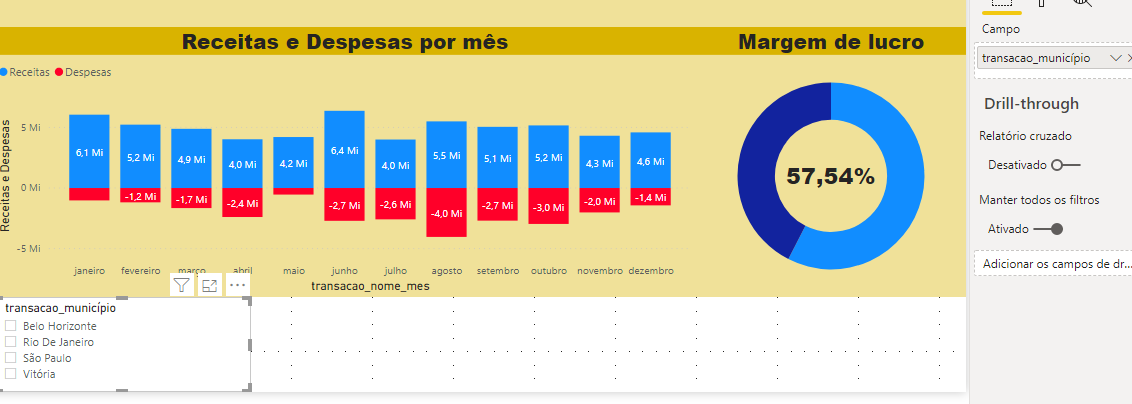 Receitas e Despesas por mês
Margem de lucro
Receitas Despesas
Receitas e Despesas
5 Mi
0 Mi
-5 Mi
6,1 Mi 5,2 Mi 4,9 Mi 4,0 Mi 4,2 Mi 6,4 Mi 4,0 Mi 5,5 Mi 5,1 Mi 5,2 Mi 4,3 Mi 4,6 Mi
-1,2 Mi -1,7 Mi -2,4 Mi -2,7 Mi -2,6 Mi -4,0 Mi -2,7 Mi -3,0 Mi -2,0 Mi -1,4 Mi
janeiro fevereiro março abril maio junho julho agosto setembro outubro novembro dezembro
transacao_nome_mes
57,54%
transacao_município
Belo Horizonte
Rio De Janeiro
São Paulo
Vitória
Campo
transacao_município
Drill-through
Relatório cruzado
Desativado
Manter todos os filtros
Ativado
Adicionar os campos de dr...